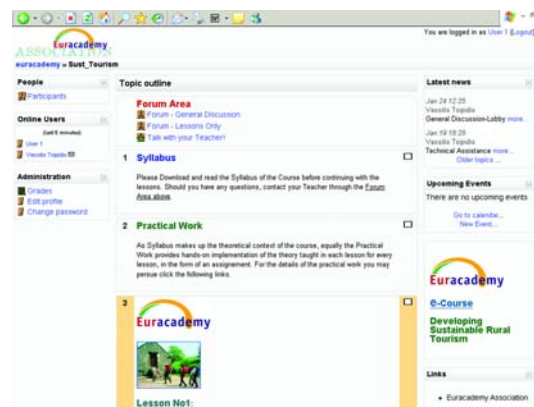 You are logged in as User 1 (Logout)
Euracademy
ASSOCIATION
euracademy » Sust_Tourism
People
Participants
Online Users
(last 5 minutes)
User 1
Vassilis Tsipidis
Administration
Grades
Edit profile
Change password
Topic outline
Forum Area
Forum - General Discussion
Forum - Lessons Only
Talk with your Teacher!
1 Syllabus
Please Download and read the Syllabus of the Course before continuing with the
lessons. Should you have any questions, contact your Teacher through the Forum
Area above.
2 Practical Work
As Syllabus makes up the theoretical context of the course, equally the Practical
Work provides hands-on implementation of the theory taught in each lesson for every
lesson, in the form of an assignement. For the details of the practical work you may
persue click the following links.
3
Euracademy
Lesson No1:
Latest news
Jan 24 12:28
Vassilis Tsipidis
General Discussion-Lobby more...
Jan 19 18:28
Vassilis Tsipidis
Technical Assistance more...
Older topics ...
Upcoming Events
There are no upcoming events
Go to calendar...
New Event...
Euracademy
e-Course
Developing
Sustainable Rural
Tourism
Links
• Euracademy Association